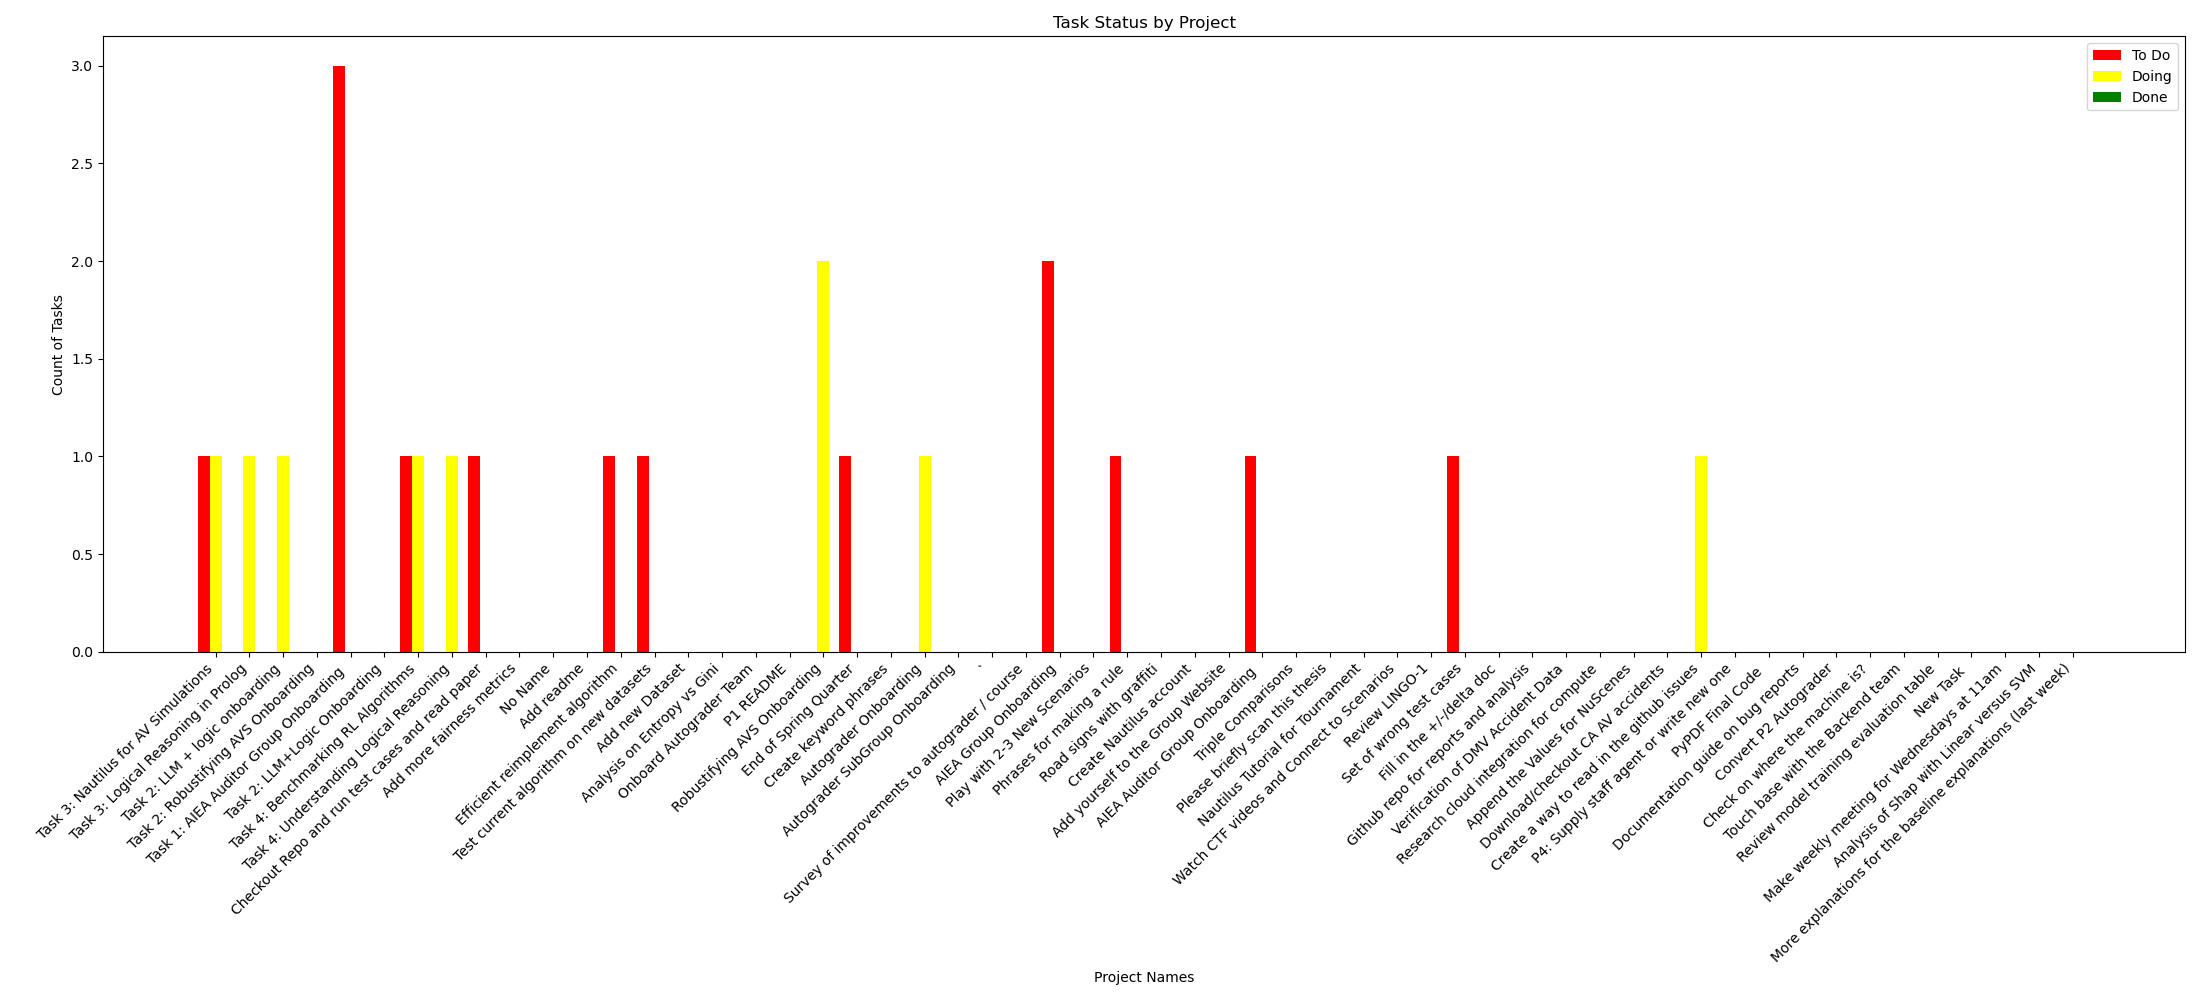 Task Status by Project
To Do
Doing
Done
3.0
2.5
2.0
1.5
1.0
0.5
0.0
Count of Tasks
Task 3: Nautilus for AV Simulations
Task 3: Logical Reasoning in Prolog
Task 2: LLM + logic onboarding
Task 2: Robustifying AVS Onboarding
Task 1: AIEA Auditor Group Onboarding
Task 2: LLM+Logic Onboarding
Task 4: Benchmarking RL Algorithms
Task 4: Understanding Logical Reasoning
Checkout Repo and run test cases and read paper
Add more fairness metrics
No Name
Add readme
Efficient reimplement algorithm
Test current algorithm on new datasets
Add new Dataset
Analysis on Entropy vs Gini
Onboard Autograder Team
P1 README
Robustifying AVS Onboarding
End of Spring Quarter
Create keyword phrases
Autograder Onboarding
Autograder SubGroup Onboarding
`
Survey of improvements to autograder / course
AIEA Group Onboarding
Play with 2-3 New Scenarios
Phrases for making a rule
Road signs with graffiti
Create Nautilus account
Add yourself to the Group Website
AIEA Auditor Group Onboarding
Triple Comparisons
Please briefly scan this thesis
Nautilus Tutorial for Tournament
Watch CTF videos and Connect to Scenarios
Review LINGO-1
Set of wrong test cases
Fill in the +/-/delta doc
Github repo for reports and analysis
Verification of DMV Accident Data
Research cloud integration for compute
Append the Values for NuScenes
Download/checkout CA AV accidents
Create a way to read in the github issues
P4: Supply staff agent or write new one
PyPDF Final Code
Documentation guide on bug reports
Convert P2 Autograder
Check on where the machine is?
Touch base with the Backend team
Review model training evaluation table
New Task
Make weekly meeting for Wednesdays at 11am
Analysis of Shap with Linear versus SVM
More explanations for the baseline explanations (last week)
Project Names